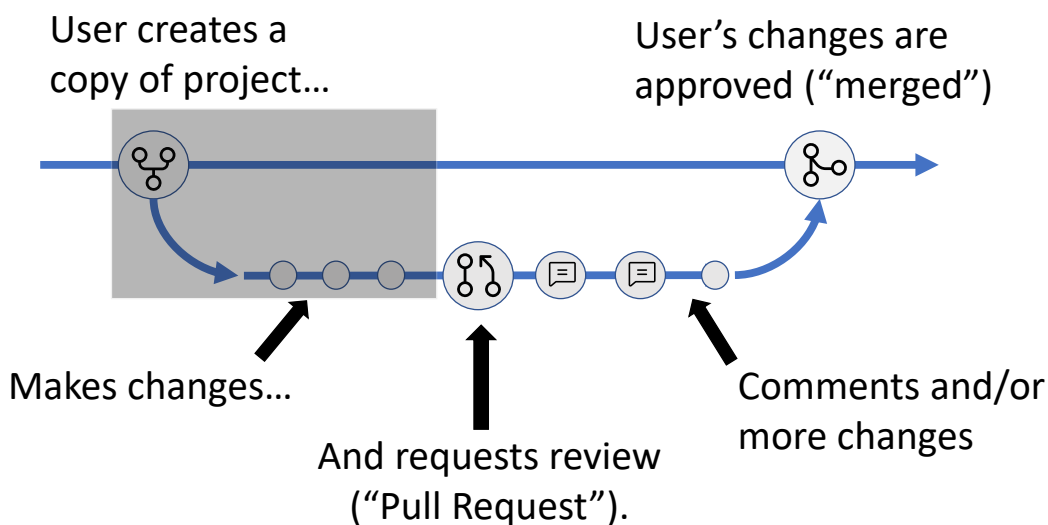 User creates a
copy of project…
User’s changes are
approved (“merged”)
Makes changes…
And requests review
(“Pull Request”).
Comments and/or
more changes